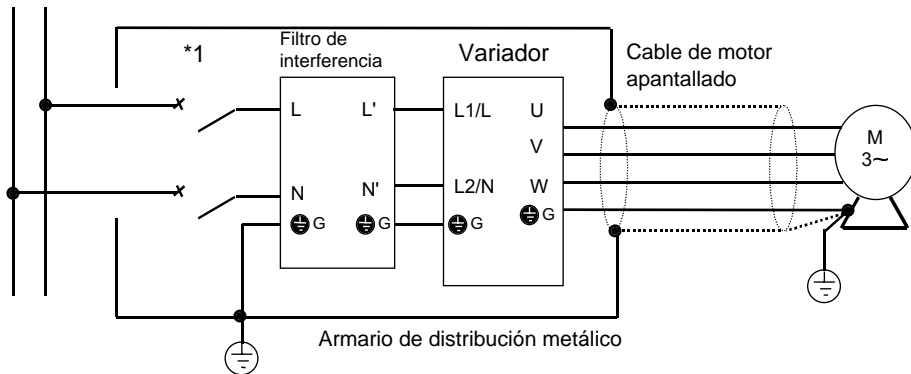 *1
Filtro de
interferencia
Variador
Cable de motor
apantallado
L L' L1/L U
V
M
3~
N N' L2/N W
G G G G
Armario de distribución metálico